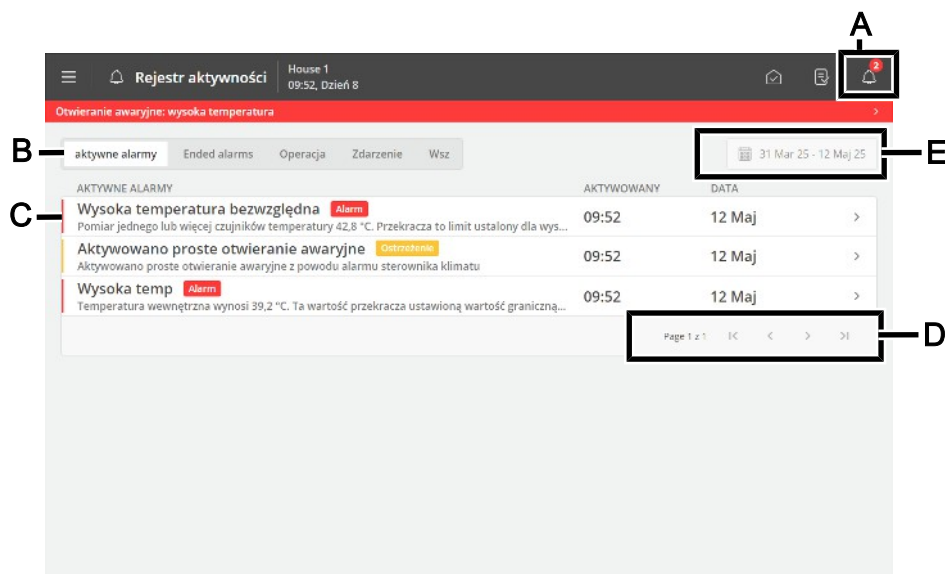 A
Rejestr aktywności
House 1
09:52, Dzień 8
2
Otwieranie awaryjne: wysoka temperatura
B
aktywne alarmy Ended alarms Operacja Zdarzenie Wsz
31 Mar 25 - 12 Maj 25
E
AKTYWNE ALARMY AKTYWOWANY DATA
C
Wysoka temperatura bezwzględna Alarm 09:52 12 Maj
Pomiar jednego lub więcej czujników temperatury 42,8 °C. Przekracza to limit ustalony dla wys...
Aktywowano proste otwieranie awaryjne Ostrzeżenie 09:52 12 Maj
Aktywowano proste otwieranie awaryjne z powodu alarmu sterownika klimatu
Wysoka temp Alarm 09:52 12 Maj
Temperatura wewnętrzna wynosi 39,2 °C. Ta wartość przekracza ustawioną wartość graniczną...
Page 1 z 1
D